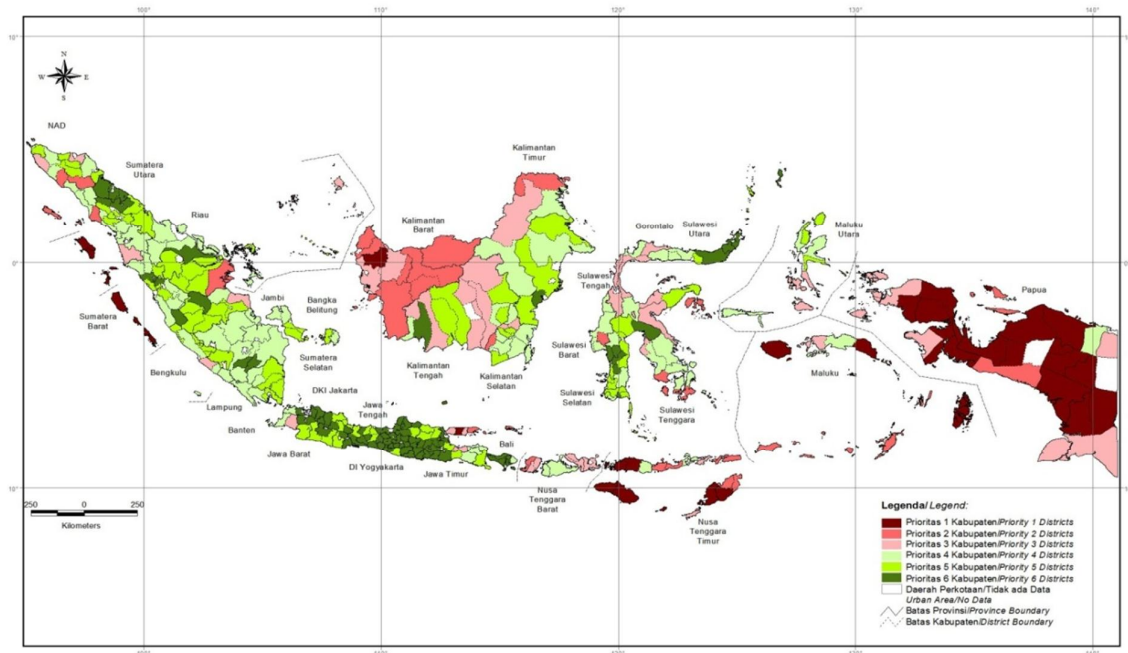 100°
110°
120°
130°
140°
10°
0°
10°
N
W E
S
NAD
Sumatera
Utara
Riau
Jambi
Sumatera
Barat
Bengkulu
Bangka
Belitung
Sumatera
Selatan
Lampung
Banten
DKI Jakarta
Jawa Barat
Jawa
Tengah
DI Yogyakarta
Jawa Timur
Bali
Kalimantan
Barat
Kalimantan
Timur
Kalimantan
Tengah
Kalimantan
Selatan
Gorontalo
Sulawesi
Utara
Sulawesi
Tengah
Sulawesi
Barat
Sulawesi
Selatan
Sulawesi
Tenggara
Maluku
Utara
Maluku
Papua
Nusa
Tenggara
Barat
Nusa
Tenggara
Timur
250 0 250
Kilometers
Legenda/Legend:
Prioritas 1 Kabupaten/Priority 1 Districts
Prioritas 2 Kabupaten/Priority 2 Districts
Prioritas 3 Kabupaten/Priority 3 Districts
Prioritas 4 Kabupaten/Priority 4 Districts
Prioritas 5 Kabupaten/Priority 5 Districts
Prioritas 6 Kabupaten/Priority 6 Districts
Daerah Perkotaan/Tidak ada Data
Urban Area/No Data
Batas Provinsi/Province Boundary
Batas Kabupaten/District Boundary